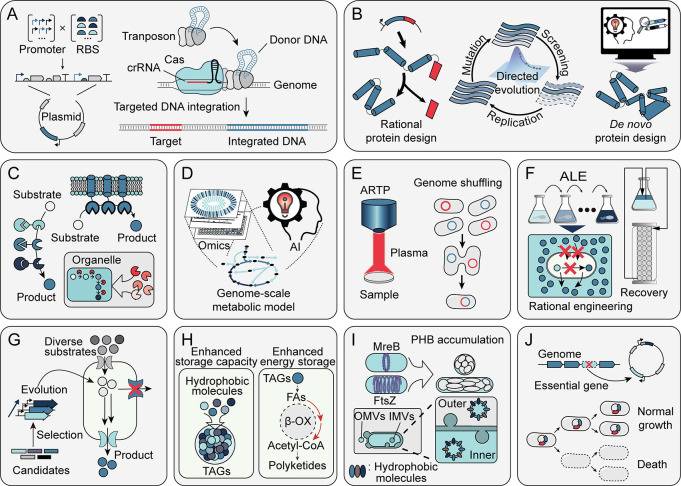 A
Promoter
×
RBS
Plasmid
Tranposon
Donor DNA
Cas
crRNA
Genome
Targeted DNA integration
Target
Integrated DNA
B
Rational
protein design
Mutation
Screening
Directed
evolution
Replication
De novo
protein design
C
Substrate
Product
Substrate
Product
Organelle
D
Omics
AI
Genome-scale
metabolic model
E
ARTP
Plasma
Sample
Genome shuffling
F
ALE
Rational engineering
Recovery
G
Diverse
substrates
Evolution
Selection
Candidates
Product
H
Enhanced
storage capacity
Hydrophobic
molecules
TAGs
Enhanced
energy storage
TAGs
FAs
β-OX
Acetyl-CoA
Polyketides
I
MreB
FtsZ
PHB accumulation
OMVs
IMVs
Outer
Inner
: Hydrophobic
molecules
J
Genome
Essential gene
Normal
growth
Death